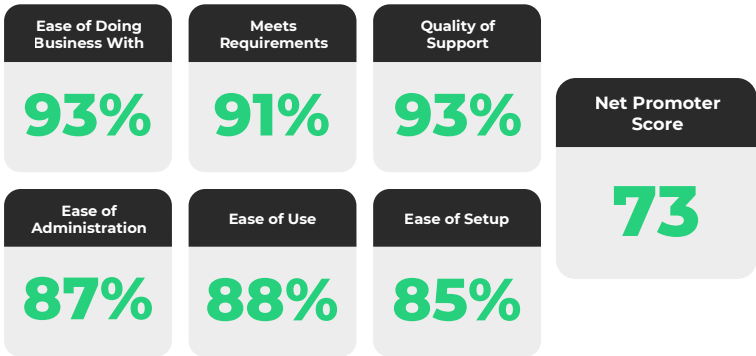 Ease of Doing
Business With
93%
Meets
Requirements
91%
Quality of
Support
93%
Net Promoter
Score
73
Ease of
Administration
87%
Ease of Use
88%
Ease of Setup
85%